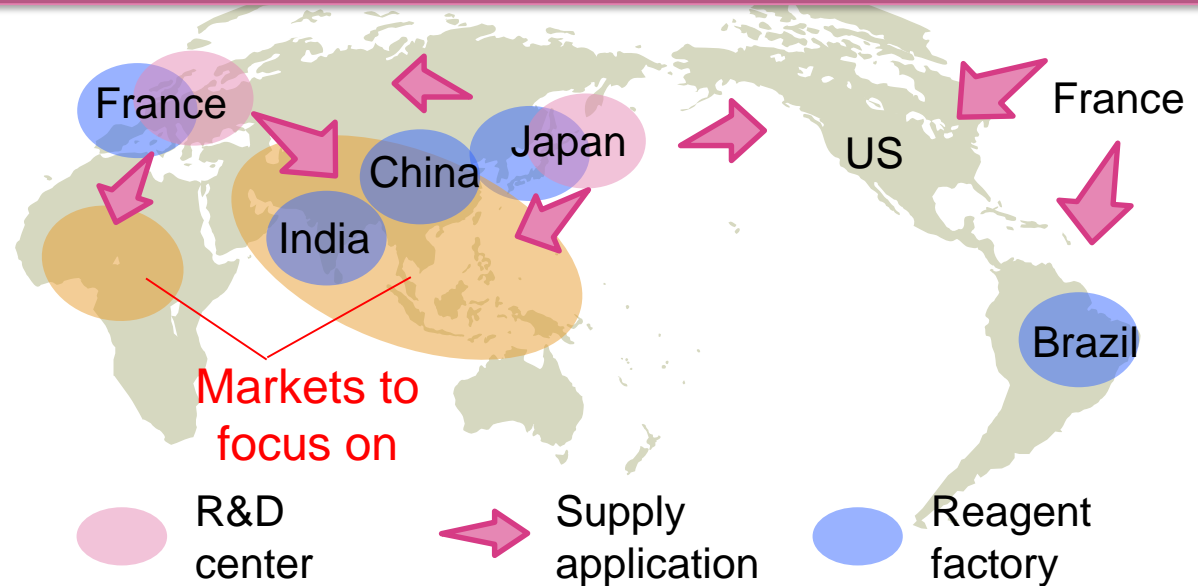 France
Japan
China
India
US
France
Brazil
Markets to
focus on
R&D
center
Supply
application
Reagent
factory